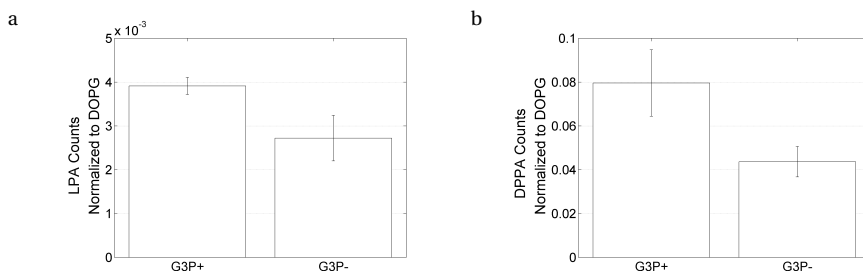 a
5 x 10-3
4
3
2
1
0
LPA Counts
Normalized to DOPG
G3P+
G3P-
b
0.1
0.08
0.06
0.04
0.02
0
DPPA Counts
Normalized to DOPG
G3P+
G3P-